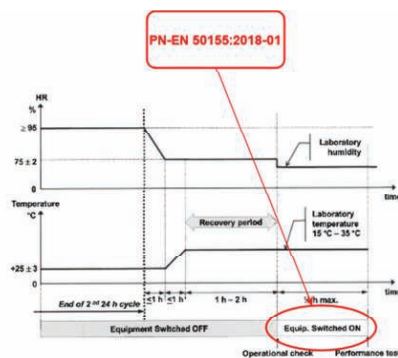 PN-EN 50155:2018-01
HR
%
≥ 95
75 ± 2
0
Laboratory
humidity
time
Temperature
°C
Recovery period
Laboratory
temperature
15 °C – 35 °C
+25 ± 3
0
time
End of 2nd 24 h cycle
≤1 h
≤1 h
1 h – 2 h
½h max.
Equipment Switched OFF
Equip. Switched ON
Operational check
Performance test